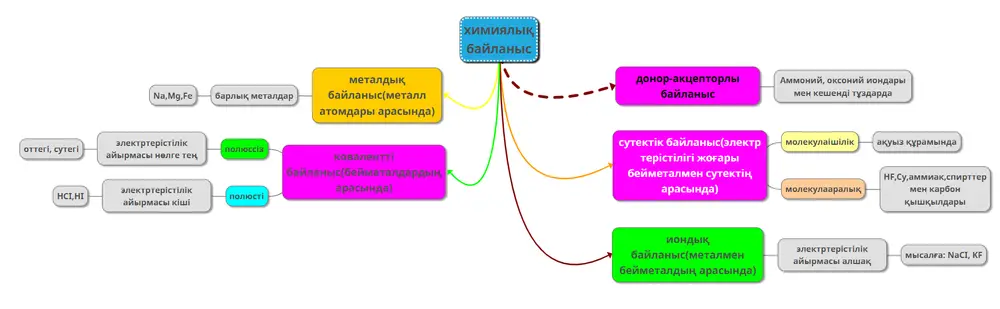 химиялық
байланыс
металдық
байланыс(металл
атомдары арасында)
барлық металдар
Na,Mg,Fe
ковалентті
байланыс(бейметалдардың
арасында)
полюссіз
электртерістілік
айырмасы нөлге тең
оттегі, сутегі
полюсті
электртерістілік
айырмасы кіші
HCI,HI
донор-акцепторлы
байланыс
Аммоний, оксоний иондары
мен кешенді тұздарда
сутектік байланыс(электр
терістілігі жоғары
бейметалмен сутектің
арасында)
молекулаішілік
ақуыз құрамында
молекулааралық
HF,Су,аммиак,спирттер
мен карбон
қышқылдары
иондық
байланыс(металмен
бейметалдың арасында)
электртерістілік
айырмасы алшақ
мысалға: NaCI, KF